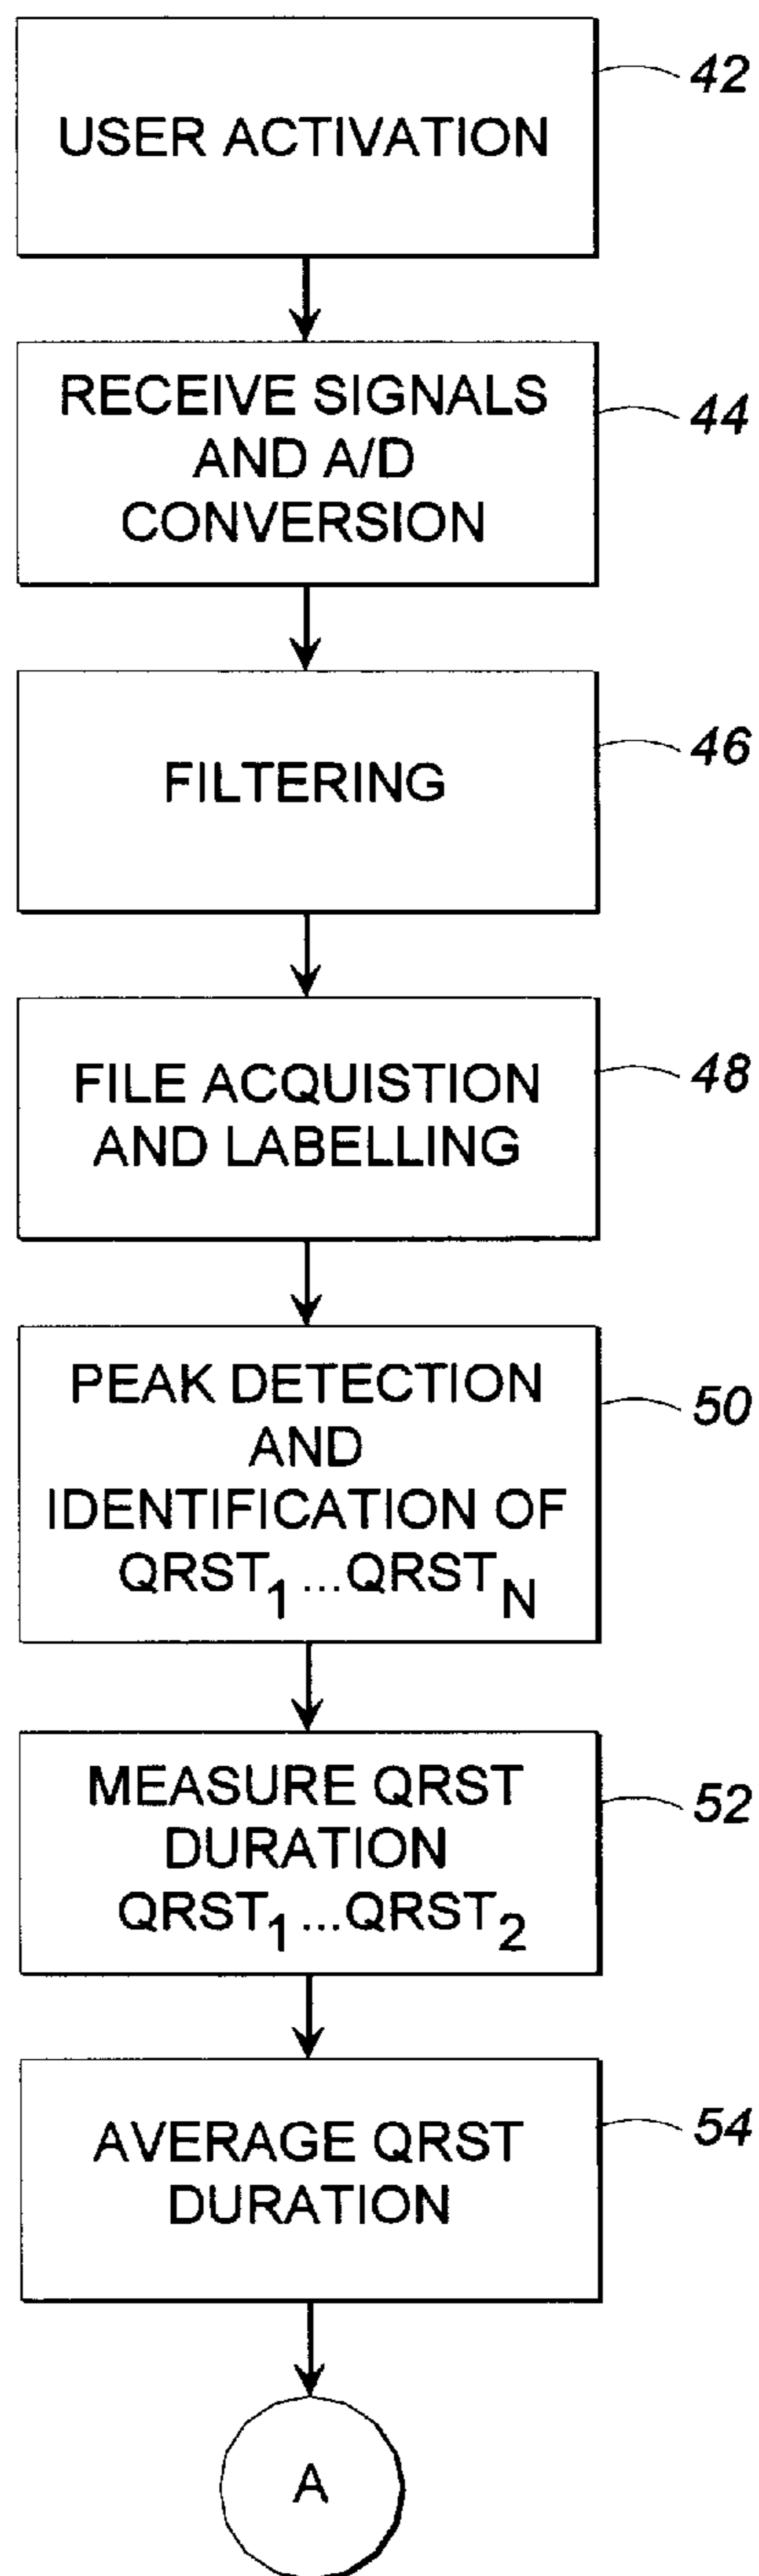 USER ACTIVATION
42
RECEIVE SIGNALS
AND A/D
CONVERSION
44
FILTERING
46
FILE ACQUISTION
AND LABELLING
48
PEAK DETECTION
AND
IDENTIFICATION OF
QRST₁...QRST_N
50
MEASURE QRST
DURATION
QRST₁...QRST₂
52
AVERAGE QRST
DURATION
54
A